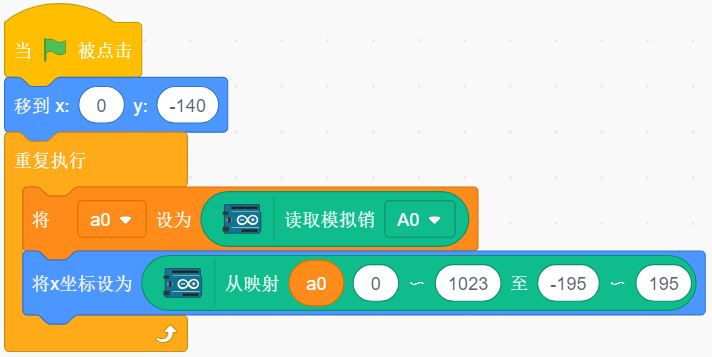 当 被点击
移到 x: 0 y: -140
重复执行
将 a0 设为 读取模拟销 A0
将x坐标设为 从映射 a0 0 ∽ 1023 至 -195 ∽ 195